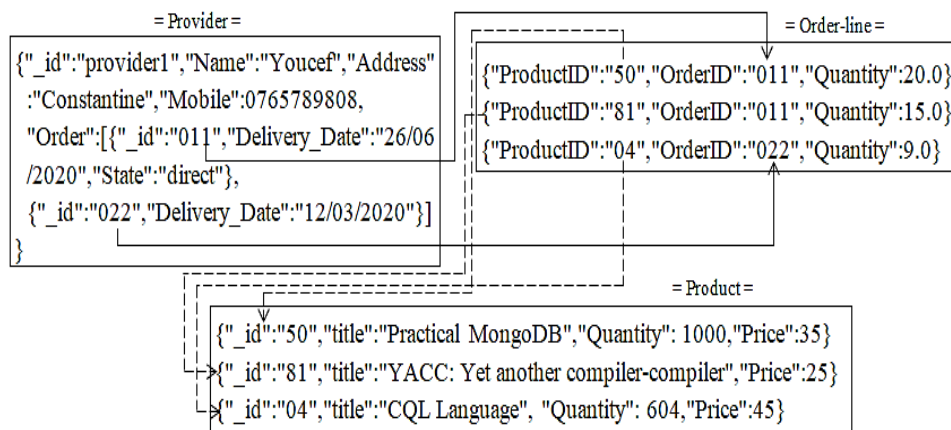 = Provider =
{"_id":"provider1","Name":"Youcef","Address"
:"Constantine","Mobile":0765789808,
"Order":[{"_id":"011","Delivery_Date":"26/06
/2020","State":"direct"},
{"_id":"022","Delivery_Date":"12/03/2020"}]
}
= Order-line =
{"ProductID":"50","OrderID":"011","Quantity":20.0}
{"ProductID":"81","OrderID":"011","Quantity":15.0}
{"ProductID":"04","OrderID":"022","Quantity":9.0}
= Product =
{"_id":"50","title":"Practical MongoDB","Quantity": 1000,"Price":35}
{"_id":"81","title":"YACC: Yet another compiler-compiler","Price":25}
{"_id":"04","title":"CQL Language", "Quantity": 604,"Price":45}